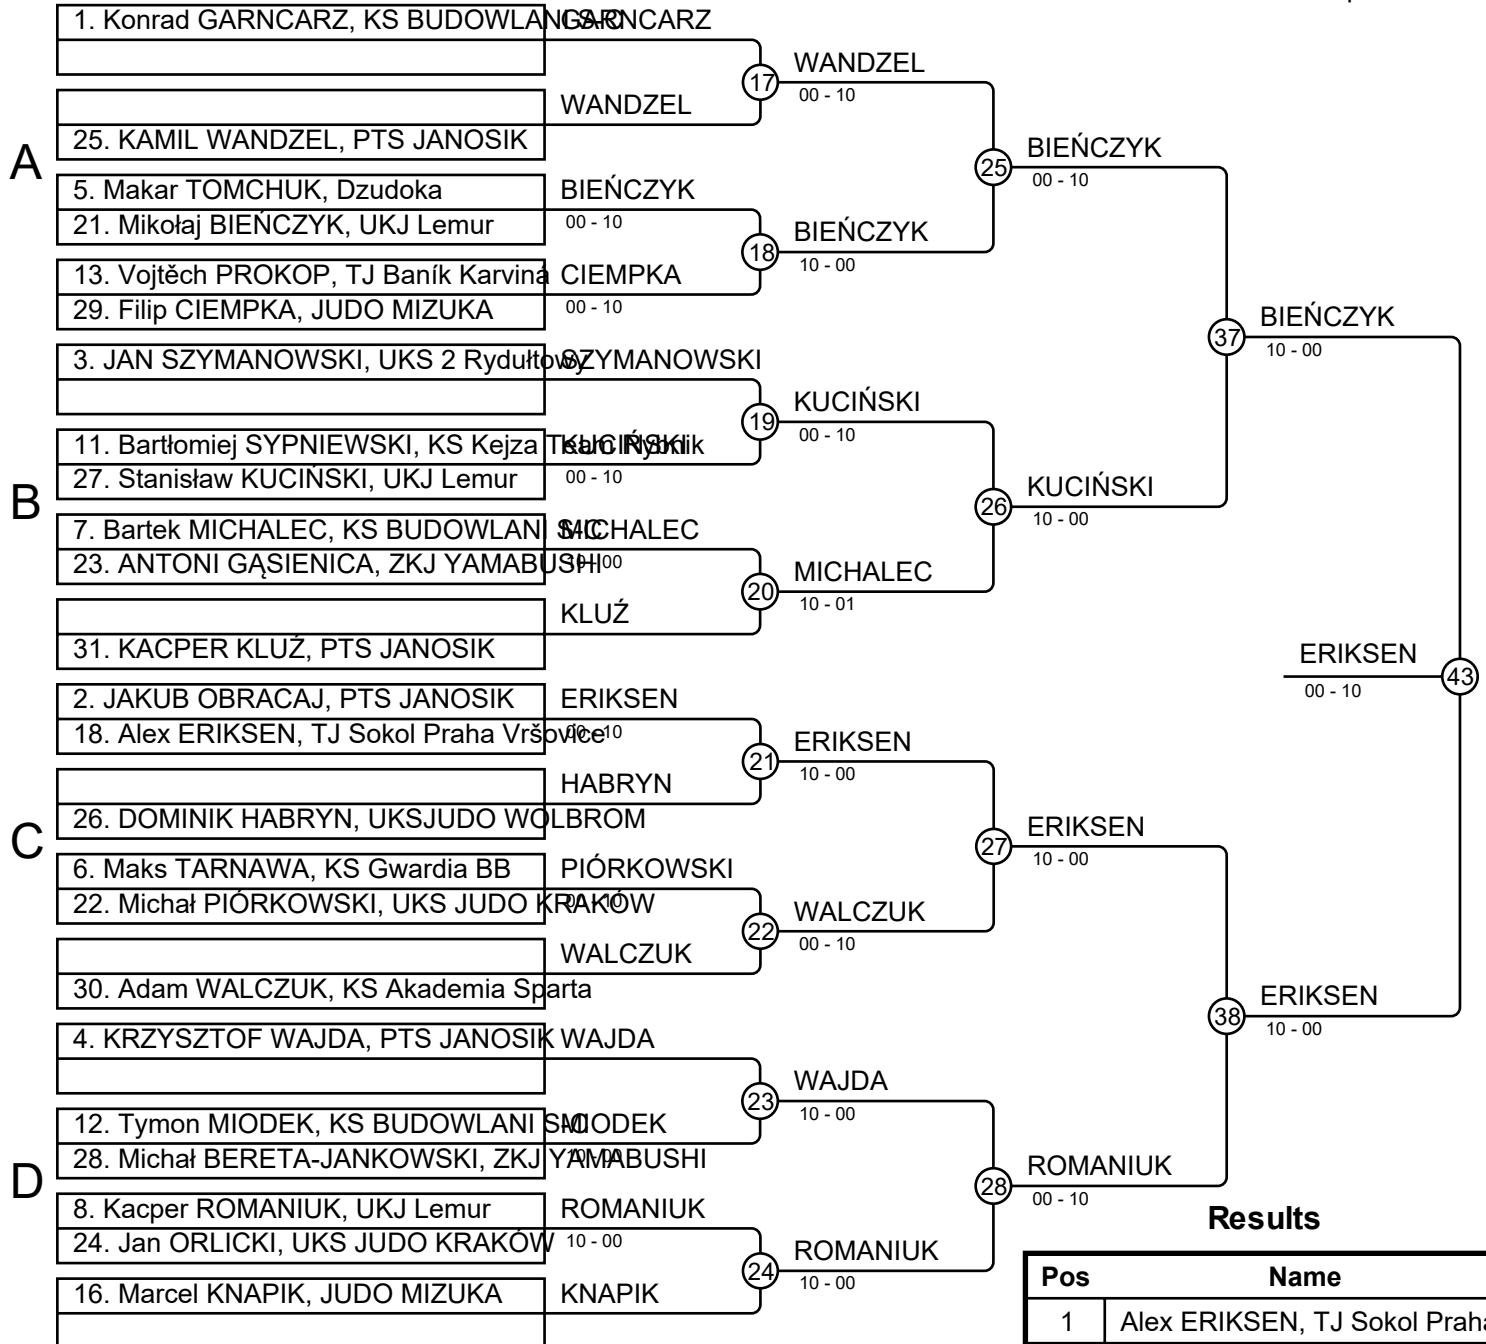 A
1. Konrad GARNCARZ, KS BUDOWLANI S-C
GARNCARZ
25. KAMIL WANDZEL, PTS JANOSIK
WANDZEL
17
WANDZEL
00 - 10
5. Makar TOMCHUK, Dzudoka
21. Mikołaj BIEŃCZYK, UKJ Lemur
BIEŃCZYK
00 - 10
13. Vojtěch PROKOP, TJ Baník Karviná
29. Filip CIEMPKA, JUDO MIZUKA
CIEMPKA
00 - 10
18
BIEŃCZYK
10 - 00
25
BIEŃCZYK
00 - 10
B
3. JAN SZYMANOWSKI, UKS 2 Rydułtowy
SZYMANOWSKI
11. Bartłomiej SYPNIEWSKI, KS Kejza Team Rybnik
27. Stanisław KUCIŃSKI, UKJ Lemur
KUCIŃSKI
00 - 10
19
KUCIŃSKI
00 - 10
7. Bartek MICHALEC, KS BUDOWLANI S-C
23. ANTONI GĄSIENICA, ZKJ YAMABUSHI
MICHALEC
10 - 00
31. KACPER KLUŹ, PTS JANOSIK
KLUŹ
20
MICHALEC
10 - 01
26
KUCIŃSKI
10 - 00
37
BIEŃCZYK
10 - 00
C
2. JAKUB OBRACAJ, PTS JANOSIK
18. Alex ERIKSEN, TJ Sokol Praha Vršovice
ERIKSEN
00 - 10
26. DOMINIK HABRYN, UKSJUDO WOLBROM
HABRYN
21
ERIKSEN
10 - 00
6. Maks TARNAWA, KS Gwardia BB
22. Michał PIÓRKOWSKI, UKS JUDO KRAKÓW
PIÓRKOWSKI
00 - 10
30. Adam WALCZUK, KS Akademia Sparta
WALCZUK
22
WALCZUK
00 - 10
27
ERIKSEN
10 - 00
D
4. KRZYSZTOF WAJDA, PTS JANOSIK
WAJDA
12. Tymon MIODEK, KS BUDOWLANI S-C
28. Michał BERETA-JANKOWSKI, ZKJ YAMABUSHI
MIODEK
10 - 00
23
WAJDA
10 - 00
8. Kacper ROMANIUK, UKJ Lemur
24. Jan ORLICKI, UKS JUDO KRAKÓW
ROMANIUK
10 - 00
16. Marcel KNAPIK, JUDO MIZUKA
KNAPIK
24
ROMANIUK
10 - 00
28
ROMANIUK
00 - 10
38
ERIKSEN
10 - 00
43
ERIKSEN
00 - 10
Results
Pos Name
1 Alex ERIKSEN, TJ Sokol Praha